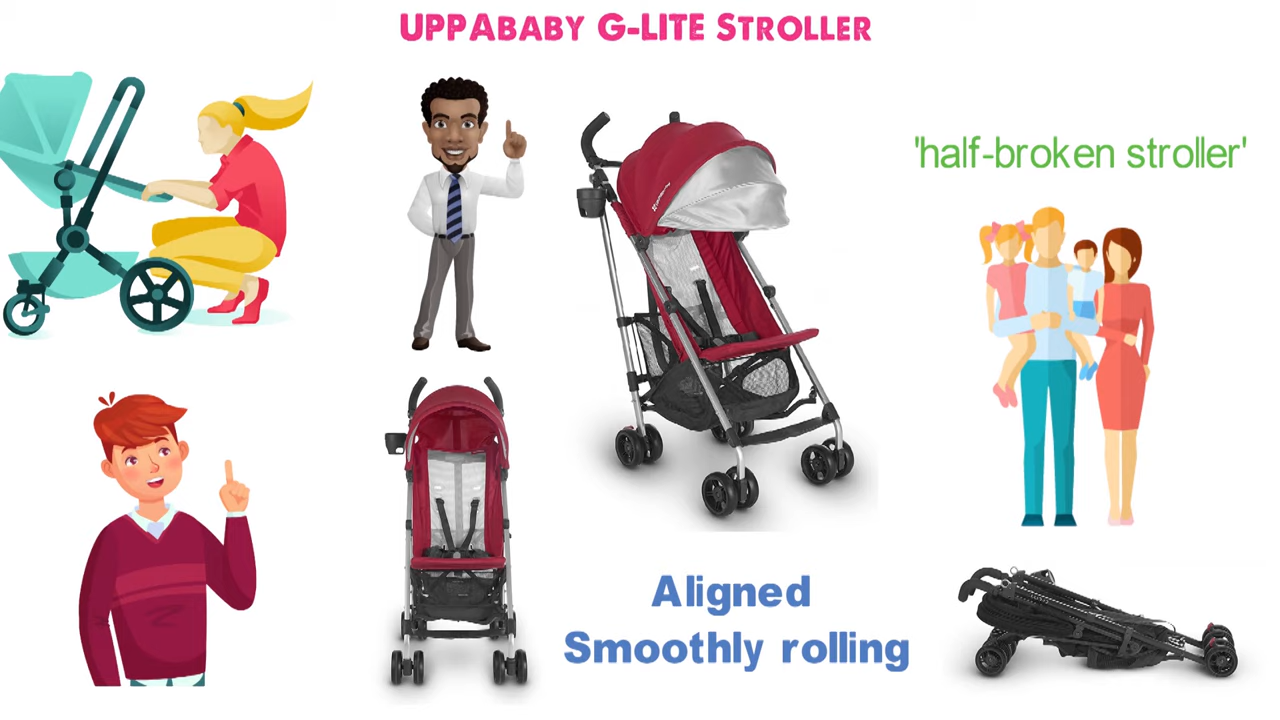 UPPABABY G-LITE STROLLER
'half-broken stroller'
Aligned
Smoothly rolling